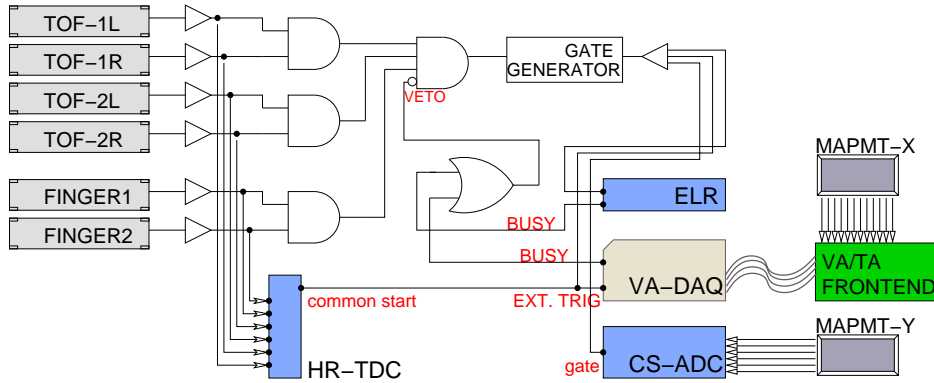 TOF-1L
TOF-1R
TOF-2L
TOF-2R
FINGER1
FINGER2
VETO
GATE
GENERATOR
MAPMT-X
ELR
BUSY
BUSY
VA-DAQ
VA/TA
FRONTEND
common start
EXT. TRIG
MAPMT-Y
HR-TDC
gate
CS-ADC